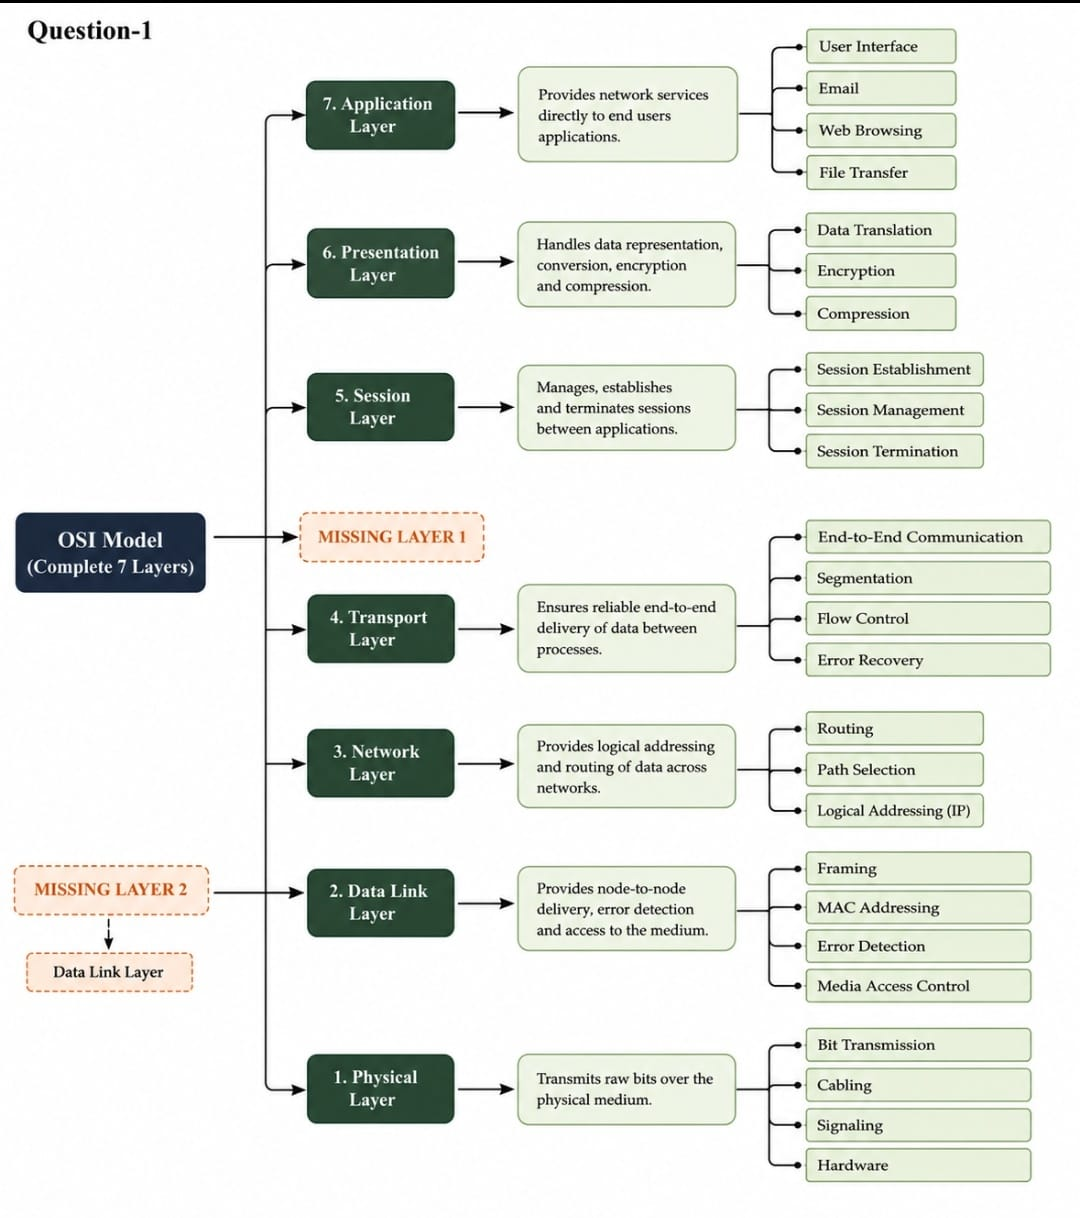 Question-1
7. Application
Layer
Provides network services
directly to end users
applications.
User Interface
Email
Web Browsing
File Transfer
6. Presentation
Layer
Handles data representation,
conversion, encryption
and compression.
Data Translation
Encryption
Compression
5. Session
Layer
Manages, establishes
and terminates sessions
between applications.
Session Establishment
Session Management
Session Termination
OSI Model
(Complete 7 Layers)
MISSING LAYER 1
4. Transport
Layer
Ensures reliable end-to-end
delivery of data between
processes.
End-to-End Communication
Segmentation
Flow Control
Error Recovery
3. Network
Layer
Provides logical addressing
and routing of data across
networks.
Routing
Path Selection
Logical Addressing (IP)
MISSING LAYER 2
Data Link Layer
2. Data Link
Layer
Provides node-to-node
delivery, error detection
and access to the medium.
Framing
MAC Addressing
Error Detection
Media Access Control
1. Physical
Layer
Transmits raw bits over the
physical medium.
Bit Transmission
Cabling
Signaling
Hardware